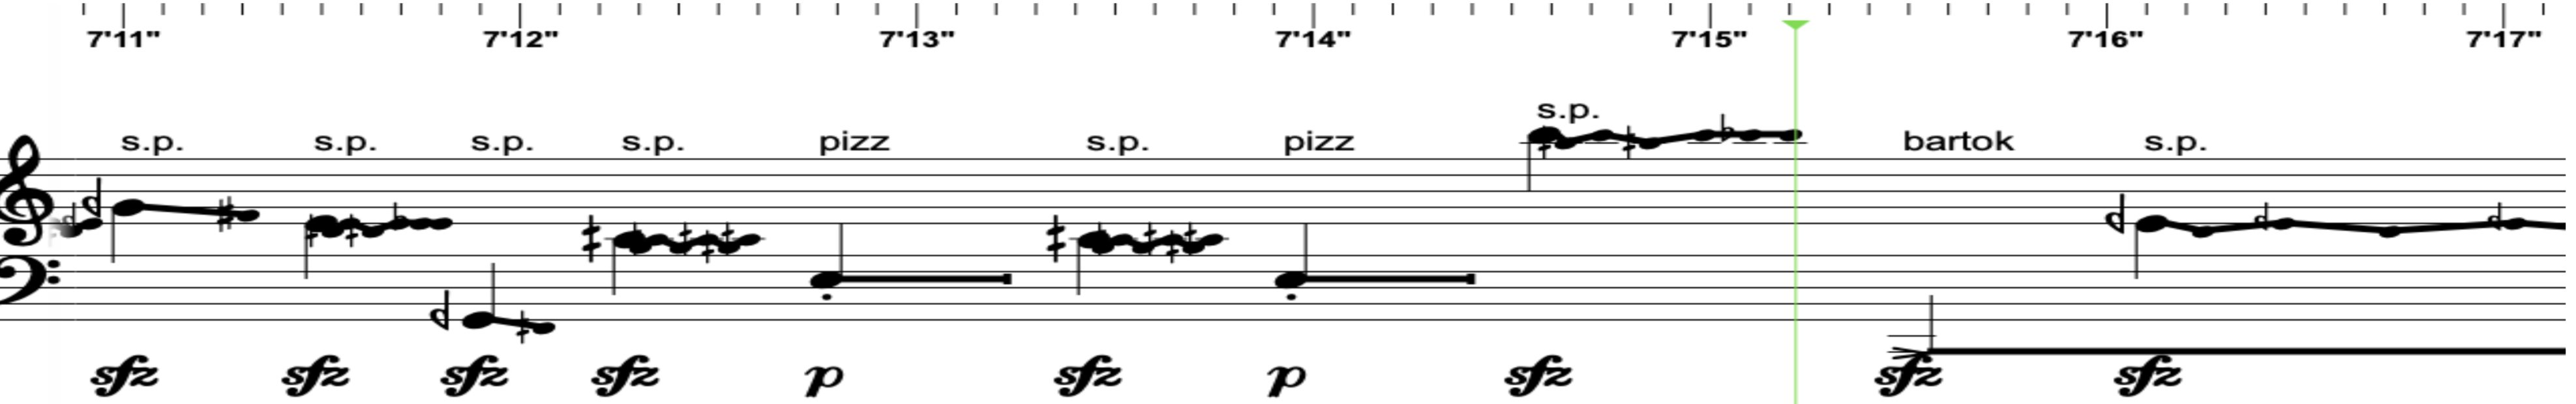 7'11" 7'12" 7'13" 7'14" 7'15" 7'16" 7'17"
s.p.
s.p. s.p. s.p. s.p. pizz s.p. pizz bartok s.p.
sfz sfz sfz sfz p sfz p sfz sfz sfz